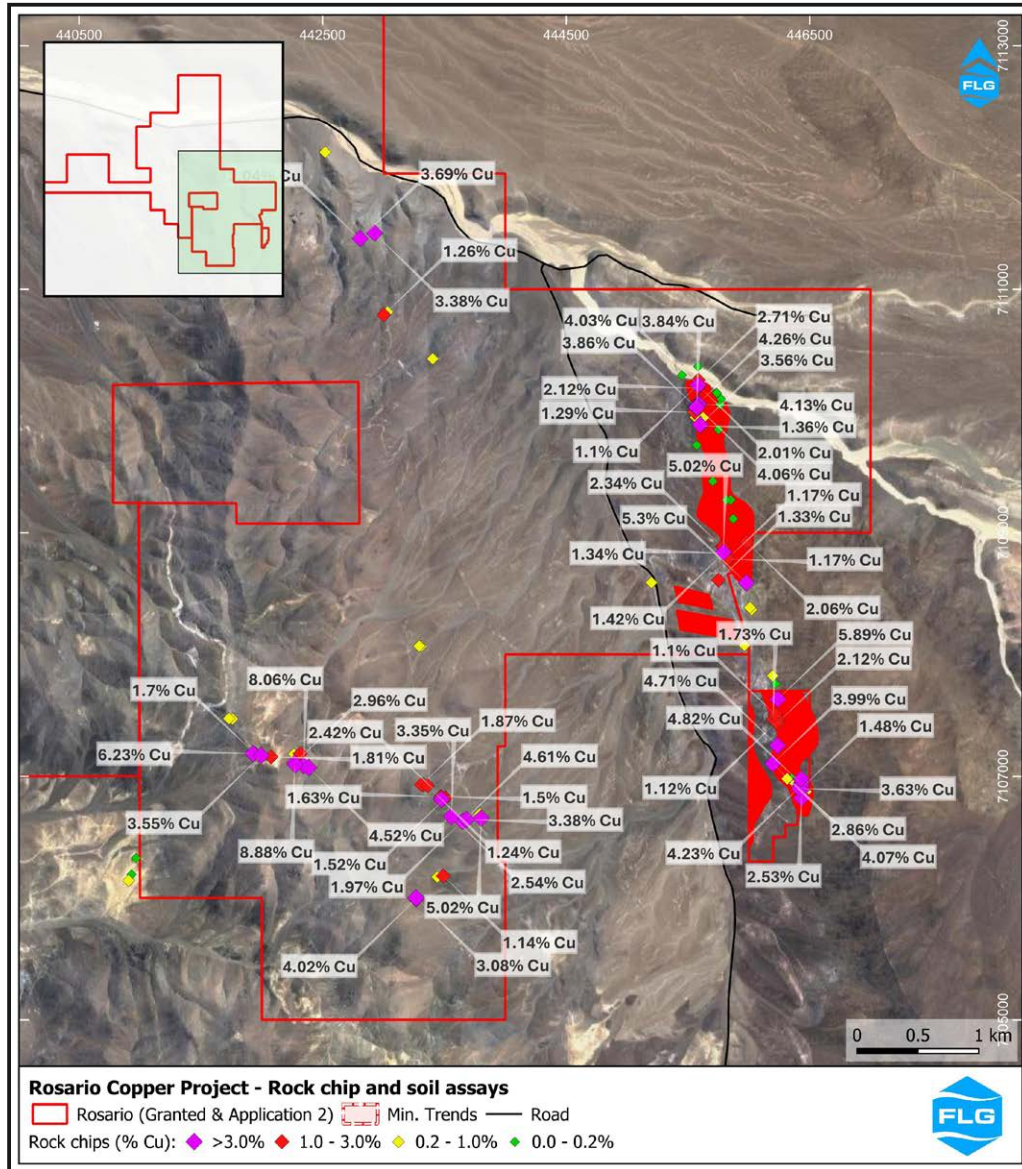 440500 442500 444500 446500
7113000
FLG
3.69% Cu
1.26% Cu
3.38% Cu
7111000
4.03% Cu 3.84% Cu 2.71% Cu
3.86% Cu 4.26% Cu
3.56% Cu
2.12% Cu
1.29% Cu 4.13% Cu
1.36% Cu
1.1% Cu 2.01% Cu
5.02% Cu 4.06% Cu
2.34% Cu 1.17% Cu
5.3% Cu 1.33% Cu
7109000
1.34% Cu 1.17% Cu
1.42% Cu 2.06% Cu
1.73% Cu 5.89% Cu
1.1% Cu 2.12% Cu
1.7% Cu 8.06% Cu 4.71% Cu
2.96% Cu 3.99% Cu
3.35% Cu 1.87% Cu 4.82% Cu
2.42% Cu 1.48% Cu
6.23% Cu 1.81% Cu 4.61% Cu
7107000
1.63% Cu 1.5% Cu 1.12% Cu 3.63% Cu
3.55% Cu 4.52% Cu 3.38% Cu
2.86% Cu
8.88% Cu 1.24% Cu 4.23% Cu
1.52% Cu 4.07% Cu
1.97% Cu 2.54% Cu 2.53% Cu
5.02% Cu
1.14% Cu
4.02% Cu 3.08% Cu
7105000
0 0.5 1 km
Rosario Copper Project - Rock chip and soil assays
Rosario (Granted & Application 2) Min. Trends Road
Rock chips (% Cu): >3.0% 1.0 - 3.0% 0.2 - 1.0% 0.0 - 0.2%
FLG